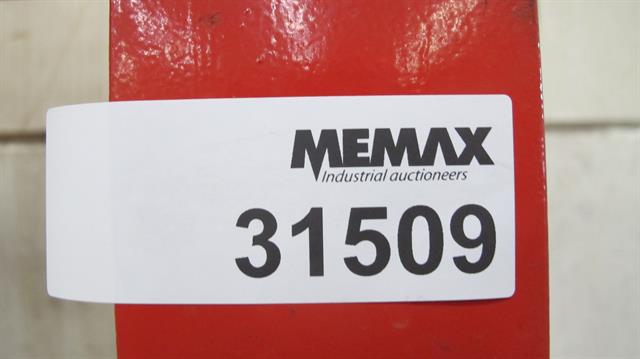 MEMAX
Industrial auctioneers
31509